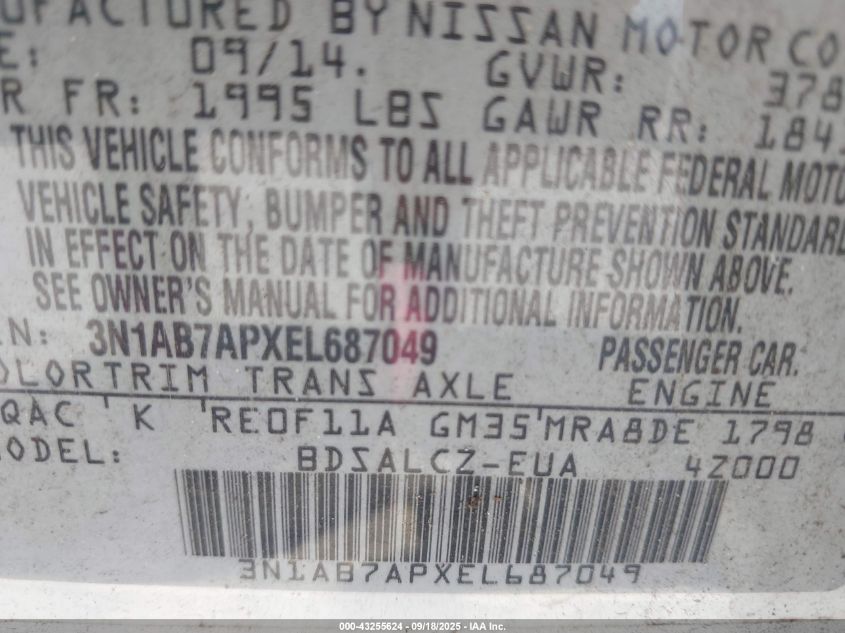 UFACTURED BY NISSAN MOTOR CO
E: 09/14. GVWR: 378
R FR: 1995 LBS GAWR RR: 184
THIS VEHICLE CONFORMS TO ALL APPLICABLE FEDERAL MOTO
VEHICLE SAFETY, BUMPER AND THEFT PREVENTION STANDARD
IN EFFECT ON THE DATE OF MANUFACTURE SHOWN ABOVE.
SEE OWNER'S MANUAL FOR ADDITIONAL INFORMATION.
N: 3N1AB7APXEL687049 PASSENGER CAR.
OLORTRIM TRANS AXLE ENGINE
QAC K RE0F11A GM35 MRA8DE 1798
ODEL: BDSALCZ-EUA 4Z000
3N1AB7APXEL687049
000-43255624 09/18/2025 - IAA Inc.